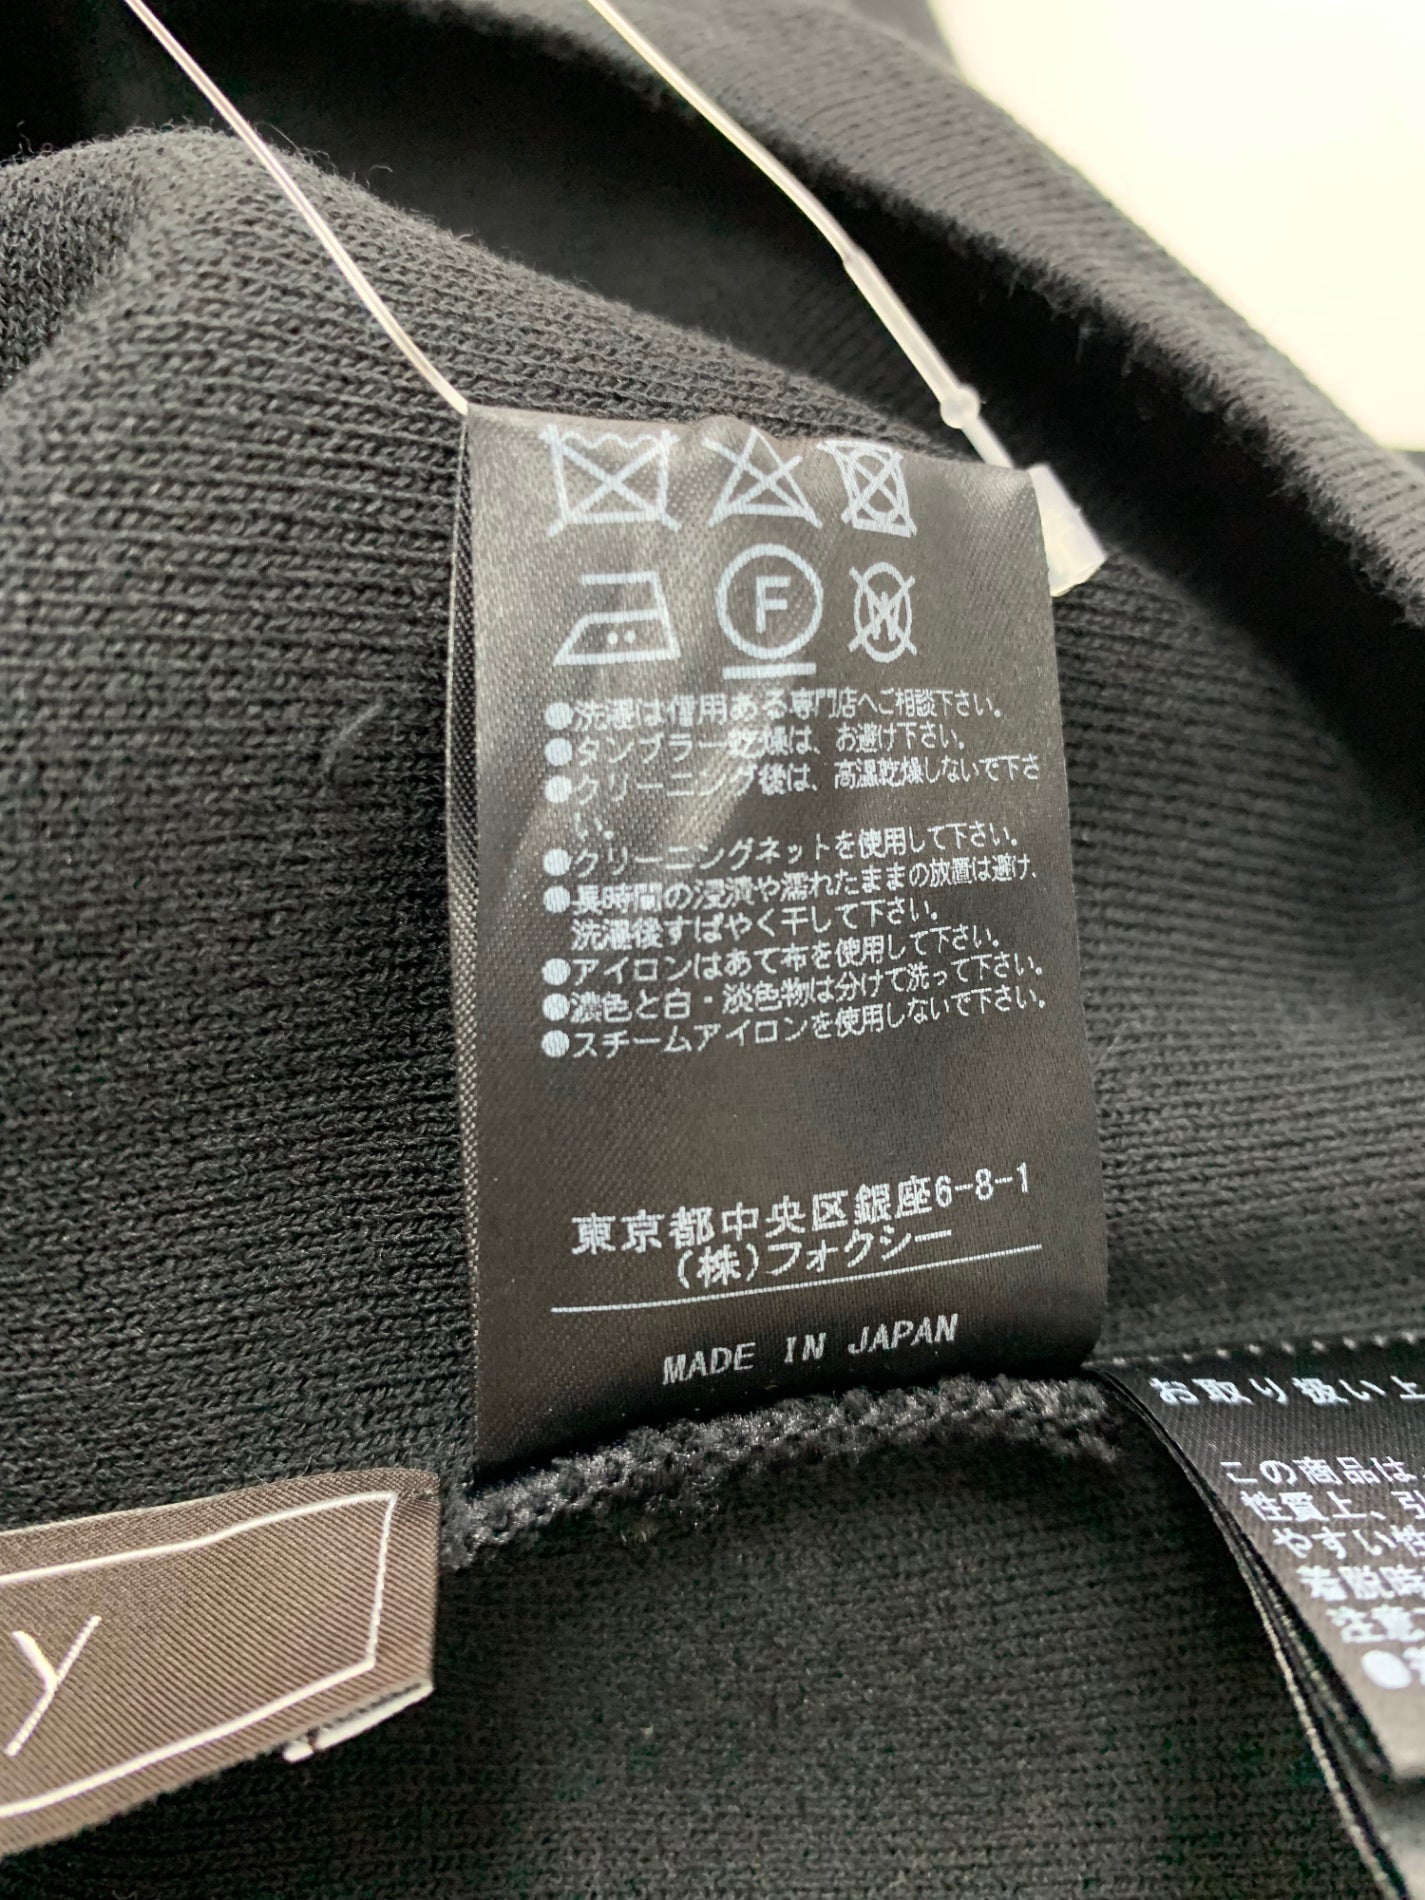 F
W
●洗濯は信用ある専門店へご相談下さい。
●タンブラー乾燥は、お避け下さい。
●クリーニング後は、高温乾燥しないで下さ
い。
●クリーニングネットを使用して下さい。
●長時間の浸漬や濡れたままの放置は避け、
洗濯後すばやく干して下さい。
●アイロンはあて布を使用して下さい。
●濃色と白・淡色物は分けて洗って下さい。
●スチームアイロンを使用しないで下さい。
東京都中央区銀座6-8-1
(株)フォクシー
MADE IN JAPAN
y
お取り扱い上
この商品は、
性質上、引
やすい性
着脱時
注意